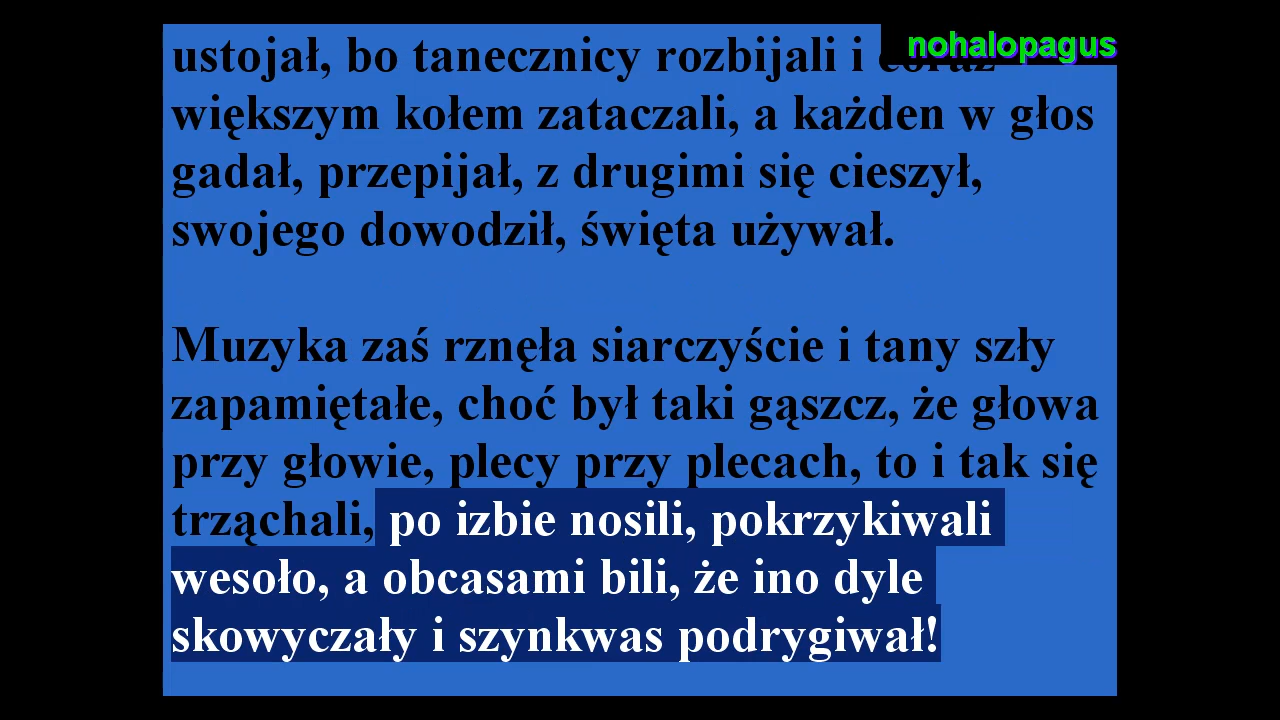 ustojał, bo tanecznicy rozbijali i coraz
nohalopagus
większym kołem zataczali, a każden w głos
gadał, przepijał, z drugimi się cieszył,
swojego dowodził, święta używał.
Muzyka zaś rznęła siarczyście i tany szły
zapamiętałe, choć był taki gąszcz, że głowa
przy głowie, plecy przy plecach, to i tak się
trząchali, po izbie nosili, pokrzykiwali
wesoło, a obcasami bili, że ino dyle
skowyczały i szynkwas podrygiwał!